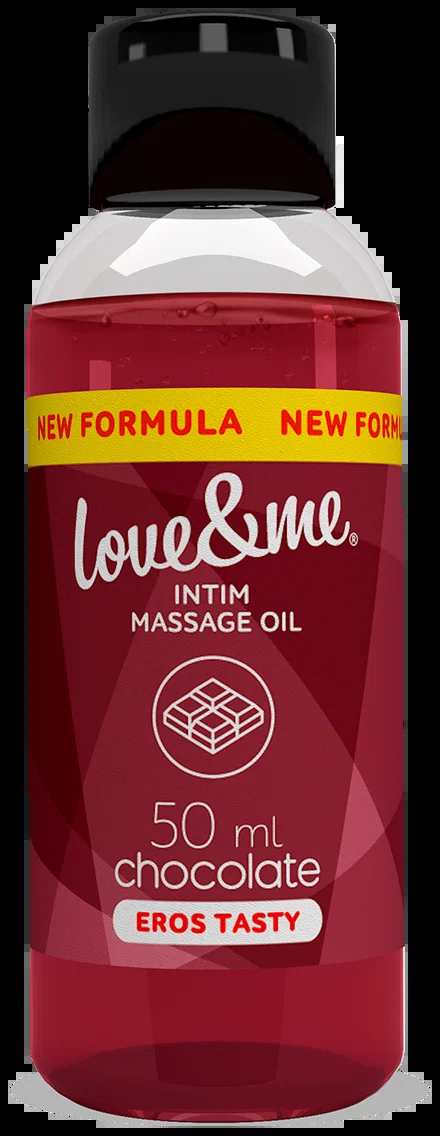 NEW FORMULA NEW FORMU
love&me®
INTIM
MASSAGE OIL
50 ml
chocolate
EROS TASTY